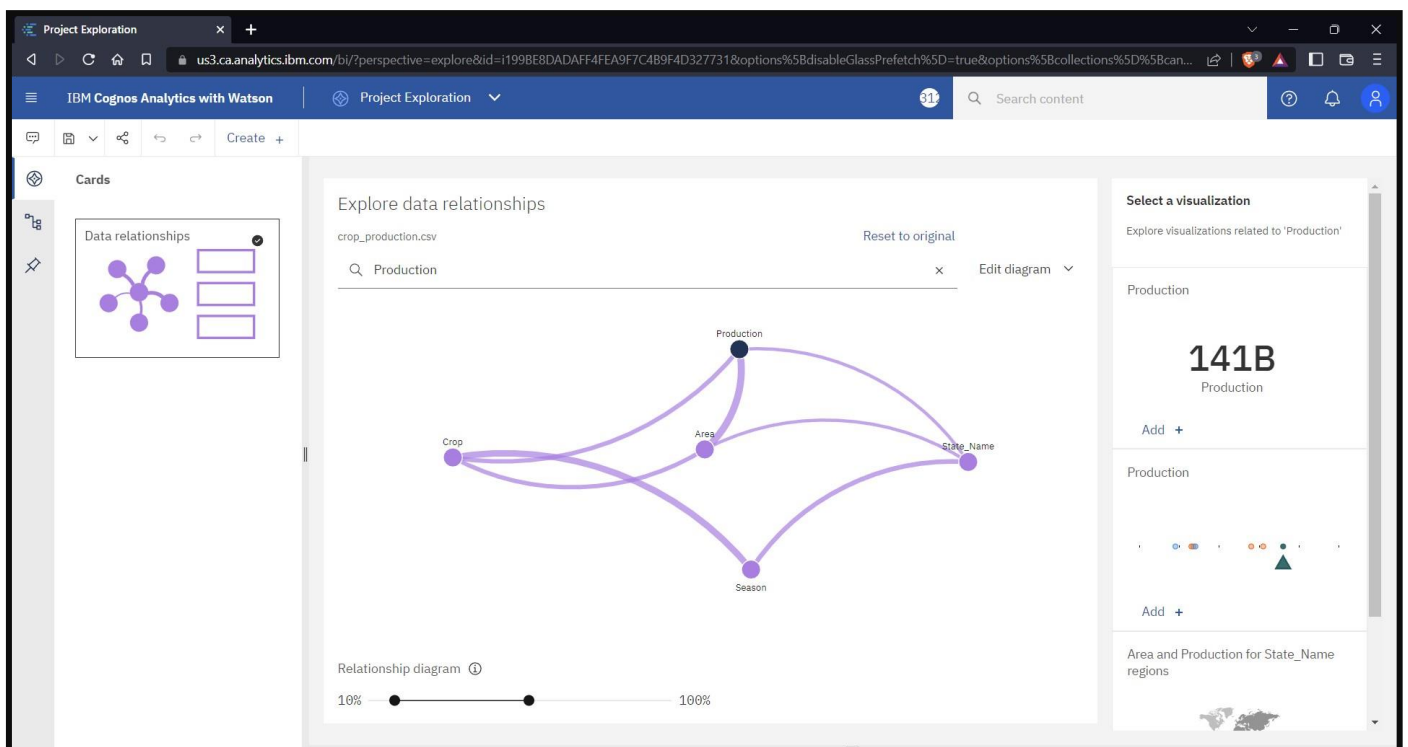 Project Exploration
us3.ca.analytics.ibm.com/bi/?perspective=explore&id=i199BE8DADAFF4FEA9F7C4B9F4D327731&options%5BdisableGlassPrefetch%5D=true&options%5Bcollections%5D%5Bcan...
IBM Cognos Analytics with Watson
Project Exploration
Search content
Create +
Cards
Data relationships
Explore data relationships
crop_production.csv
Reset to original
Production
Edit diagram
Production
Crop
Area
State_Name
Season
Relationship diagram
10%
100%
Select a visualization
Explore visualizations related to 'Production'
Production
141B
Production
Add +
Production
Add +
Area and Production for State_Name
regions